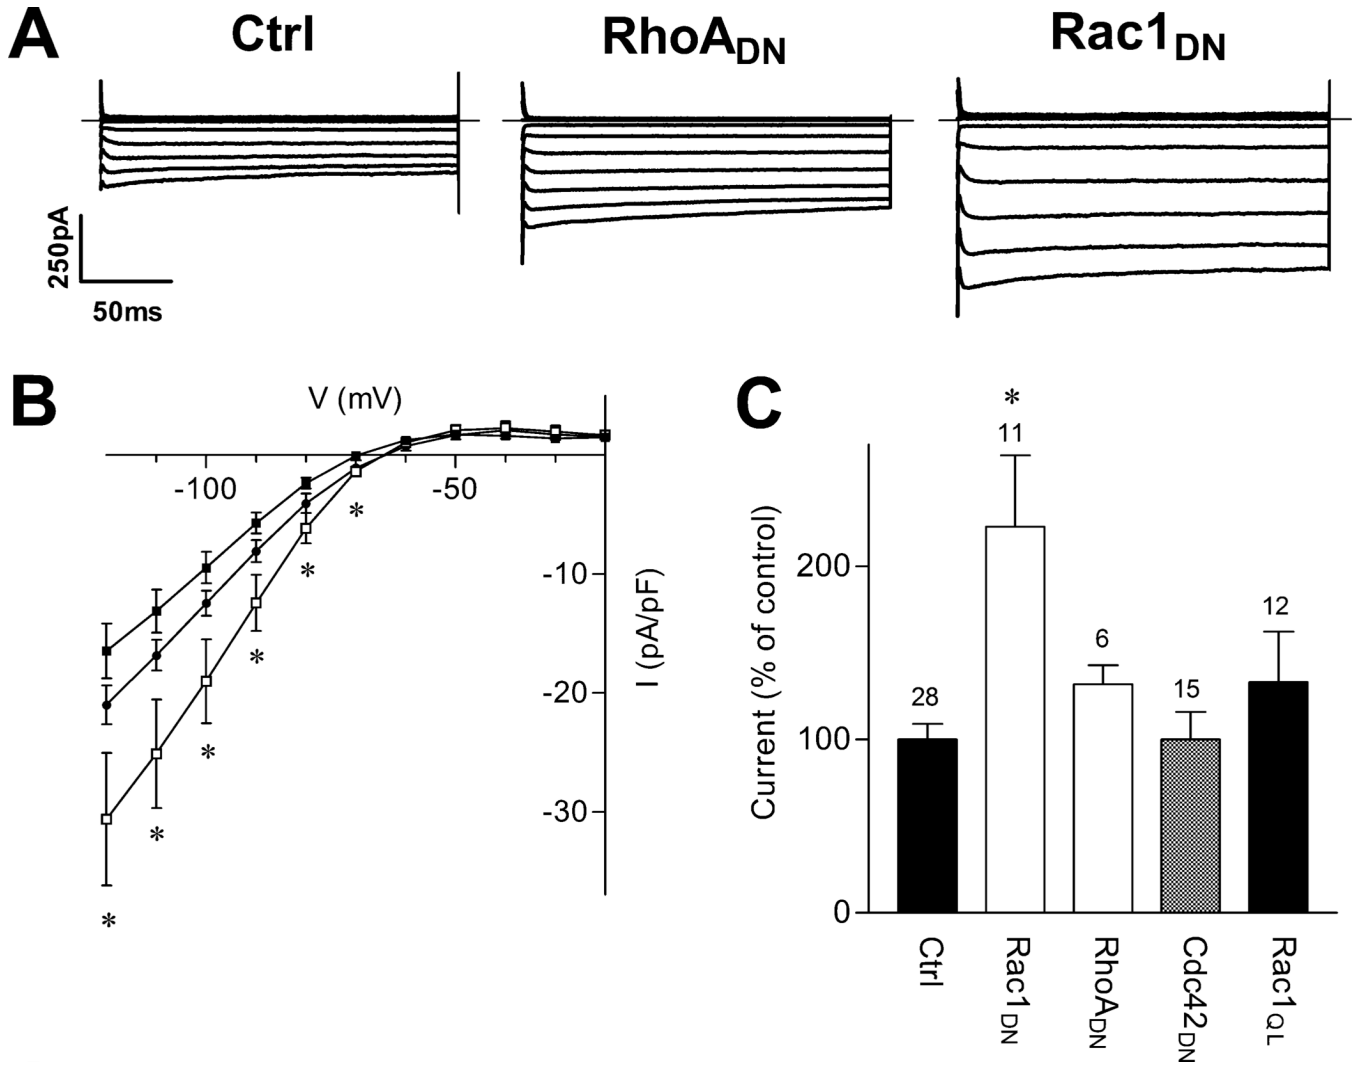 A
Ctrl
RhoADN
Rac1DN
250pA
50ms
B
V (mV)
-100
-50
*
*
*
*
*
*
-10
-20
-30
I (pA/pF)
C
*
11
28
6
15
12
200
100
0
Current (% of control)
Ctrl
Rac1DN
RhoADN
Cdc42DN
Rac1QL